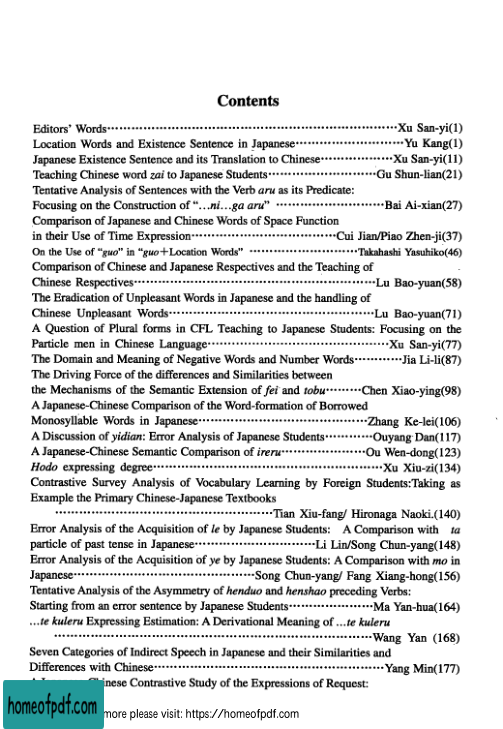 Contents
Editors' Words··········Xu San-yi(1)
Location Words and Existence Sentence in Japanese··········Yu Kang(1)
Japanese Existence Sentence and its Translation to Chinese··········Xu San-yi(11)
Teaching Chinese word zai to Japanese Students··········Gu Shun-lian(21)
Tentative Analysis of Sentences with the Verb aru as its Predicate:
Focusing on the Construction of “…ni…ga aru” ··········Bai Ai-xian(27)
Comparison of Japanese and Chinese Words of Space Function
in their Use of Time Expression··········Cui Jian/Piao Zhen-ji(37)
On the Use of “guo” in “guo+Location Words” ··········Takahashi Yasuhiko(46)
Comparison of Chinese and Japanese Respectives and the Teaching of
Chinese Respectives··········Lu Bao-yuan(58)
The Eradication of Unpleasant Words in Japanese and the handling of
Chinese Unpleasant Words··········Lu Bao-yuan(71)
A Question of Plural forms in CFL Teaching to Japanese Students: Focusing on the
Particle men in Chinese Language··········Xu San-yi(77)
The Domain and Meaning of Negative Words and Number Words··········Jia Li-li(87)
The Driving Force of the differences and Similarities between
the Mechanisms of the Semantic Extension of fei and tobu··········Chen Xiao-ying(98)
A Japanese-Chinese Comparison of the Word-formation of Borrowed
Monosyllable Words in Japanese··········Zhang Ke-lei(106)
A Discussion of yidian: Error Analysis of Japanese Students··········Ouyang Dan(117)
A Japanese-Chinese Semantic Comparison of ireru··········Ou Wen-dong(123)
Hodo expressing degree··········Xu Xiu-zi(134)
Contrastive Survey Analysis of Vocabulary Learning by Foreign Students:Taking as
Example the Primary Chinese-Japanese Textbooks
··········Tian Xiu-fang/ Hironaga Naoki.(140)
Error Analysis of the Acquisition of le by Japanese Students: A Comparison with ta
particle of past tense in Japanese··········Li Lin/Song Chun-yang(148)
Error Analysis of the Acquisition of ye by Japanese Students: A Comparison with mo in
Japanese··········Song Chun-yang/ Fang Xiang-hong(156)
Tentative Analysis of the Asymmetry of henduo and henshao preceding Verbs:
Starting from an error sentence by Japanese Students··········Ma Yan-hua(164)
…te kuleru Expressing Estimation: A Derivational Meaning of …te kuleru
··········Wang Yan (168)
Seven Categories of Indirect Speech in Japanese and their Similarities and
Differences with Chinese··········Yang Min(177)
Contrastive Study of the Expressions of Request:
homeofpdf.com
more please visit: https://homeofpdf.com